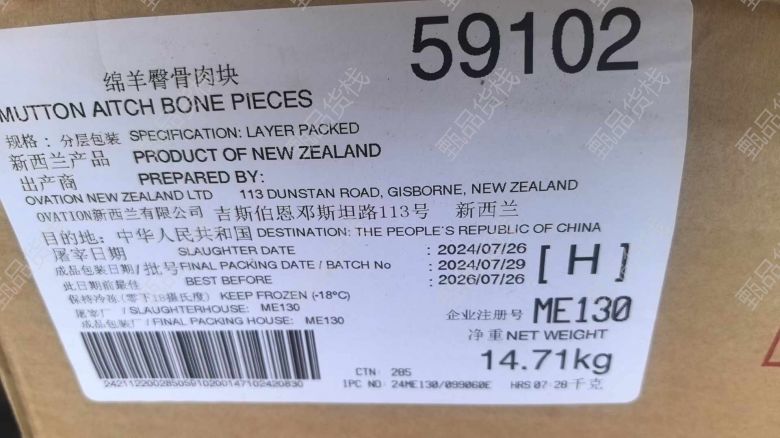 59102
绵羊臀骨肉块
MUTTON AITCH BONE PIECES
规格：分层包装 SPECIFICATION: LAYER PACKED
新西兰产品 PRODUCT OF NEW ZEALAND
出产商 PREPARED BY:
OVATION NEW ZEALAND LTD 113 DUNSTAN ROAD, GISBORNE, NEW ZEALAND
OVATION新西兰有限公司 吉斯伯恩邓斯坦路113号 新西兰
目的地: 中华人民共和国 DESTINATION: THE PEOPLE'S REPUBLIC OF CHINA
屠宰日期 SLAUGHTER DATE : 2024/07/26
成品包装日期/批号 FINAL PACKING DATE / BATCH No : 2024/07/29 [ H ]
此日期前最佳 BEST BEFORE : 2026/07/26
保持冷冻(零下18摄氏度) KEEP FROZEN (-18°C)
屠宰厂 / SLAUGHTERHOUSE: ME130 企业注册号 ME130
成品包装厂 / FINAL PACKING HOUSE: ME130 净重 NET WEIGHT
14.71kg
CTN: 285
24211220028505910200147102420830 IPC NO: 24ME130/099060E HRS 07-28 千克
甄品货栈